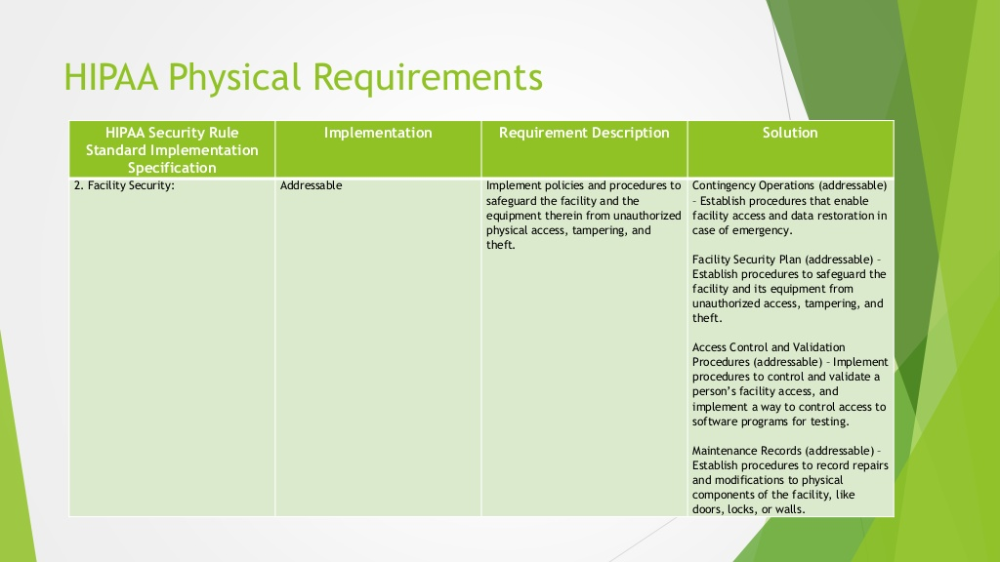 HIPAA Physical Requirements
HIPAA Security Rule
Standard Implementation
Specification
Implementation
Requirement Description
Solution
2. Facility Security:
Addressable
Implement policies and procedures to
safeguard the facility and the
equipment therein from unauthorized
physical access, tampering, and
theft.
Contingency Operations (addressable)
– Establish procedures that enable
facility access and data restoration in
case of emergency.
Facility Security Plan (addressable) –
Establish procedures to safeguard the
facility and its equipment from
unauthorized access, tampering, and
theft.
Access Control and Validation
Procedures (addressable) – Implement
procedures to control and validate a
person’s facility access, and
implement a way to control access to
software programs for testing.
Maintenance Records (addressable) –
Establish procedures to record repairs
and modifications to physical
components of the facility, like
doors, locks, or walls.